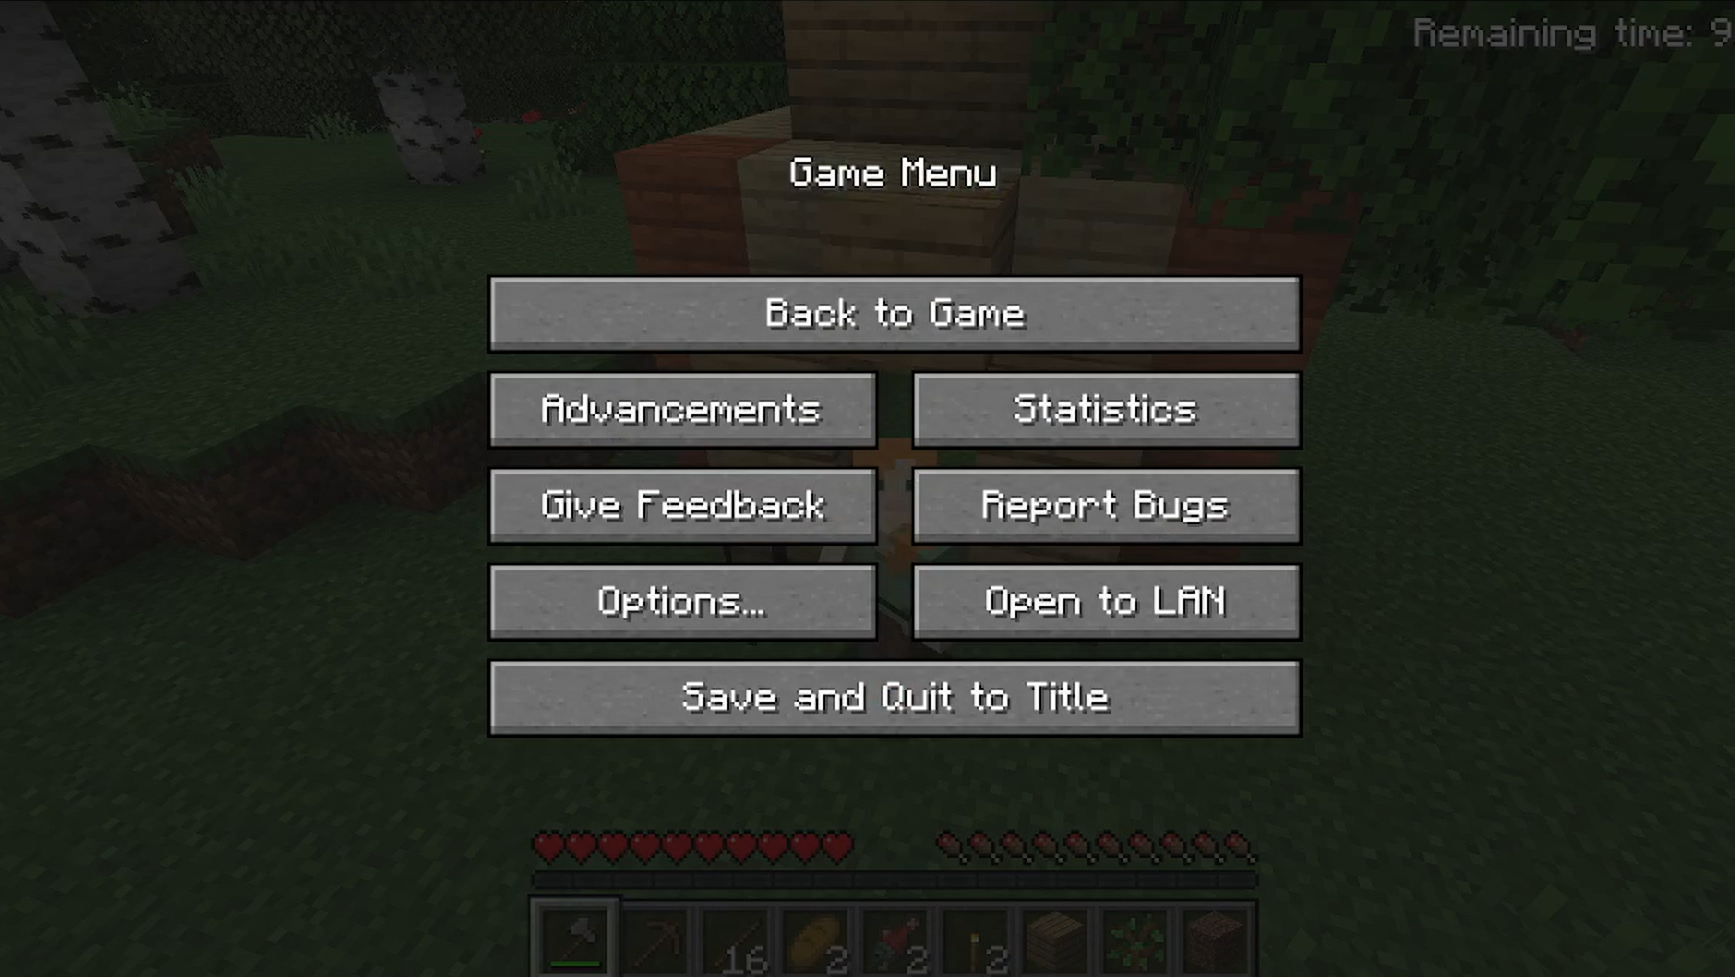 Remaining time: 9
Game Menu
Back to Game
Advancements
Statistics
Give Feedback
Report Bugs
Options...
Open to LAN
Save and Quit to Title
16
2
2
2